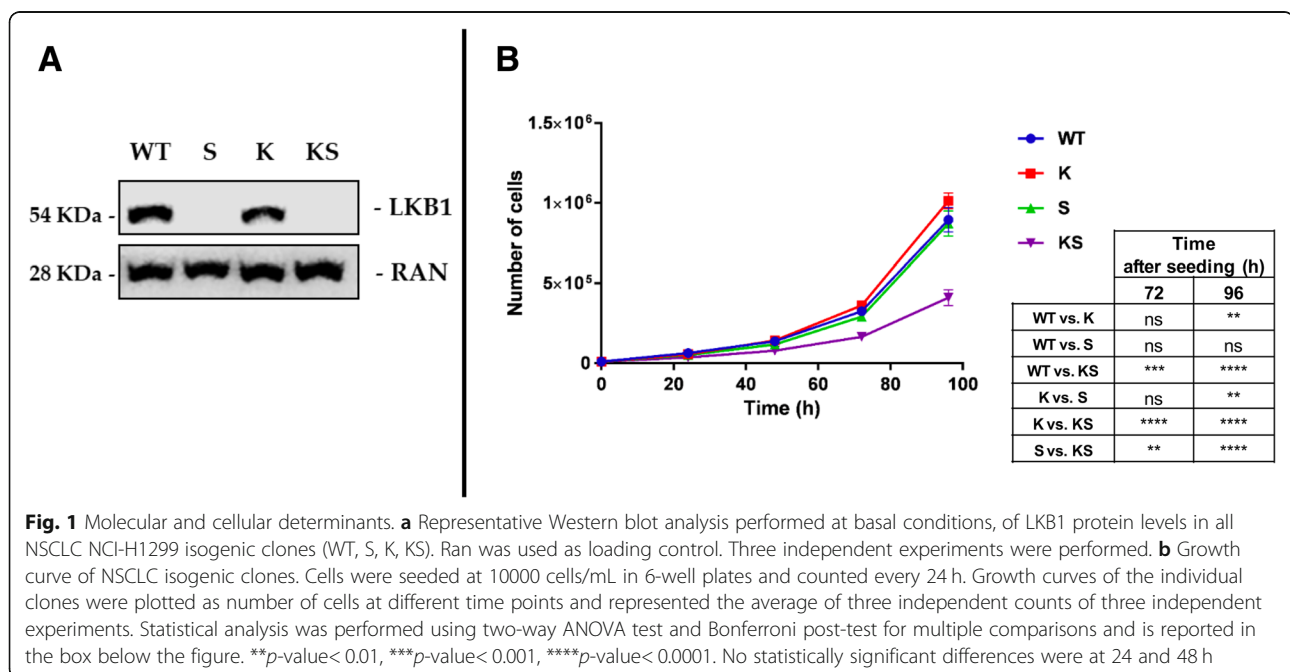 A
WT S K KS
54 KDa - - LKB1
28 KDa - - RAN
B
1.5×10⁶
1×10⁶
5×10⁵
0
Number of cells
0 20 40 60 80 100
Time (h)
WT
K
S
KS
Time
after seeding (h)
72 96
WT vs. K ns **
WT vs. S ns ns
WT vs. KS *** ****
K vs. S ns **
K vs. KS **** ****
S vs. KS ** ****
Fig. 1 Molecular and cellular determinants. a Representative Western blot analysis performed at basal conditions, of LKB1 protein levels in all
NSCLC NCI-H1299 isogenic clones (WT, S, K, KS). Ran was used as loading control. Three independent experiments were performed. b Growth
curve of NSCLC isogenic clones. Cells were seeded at 10000 cells/mL in 6-well plates and counted every 24 h. Growth curves of the individual
clones were plotted as number of cells at different time points and represented the average of three independent counts of three independent
experiments. Statistical analysis was performed using two-way ANOVA test and Bonferroni post-test for multiple comparisons and is reported in
the box below the figure. **p-value< 0.01, ***p-value< 0.001, ****p-value< 0.0001. No statistically significant differences were at 24 and 48 h